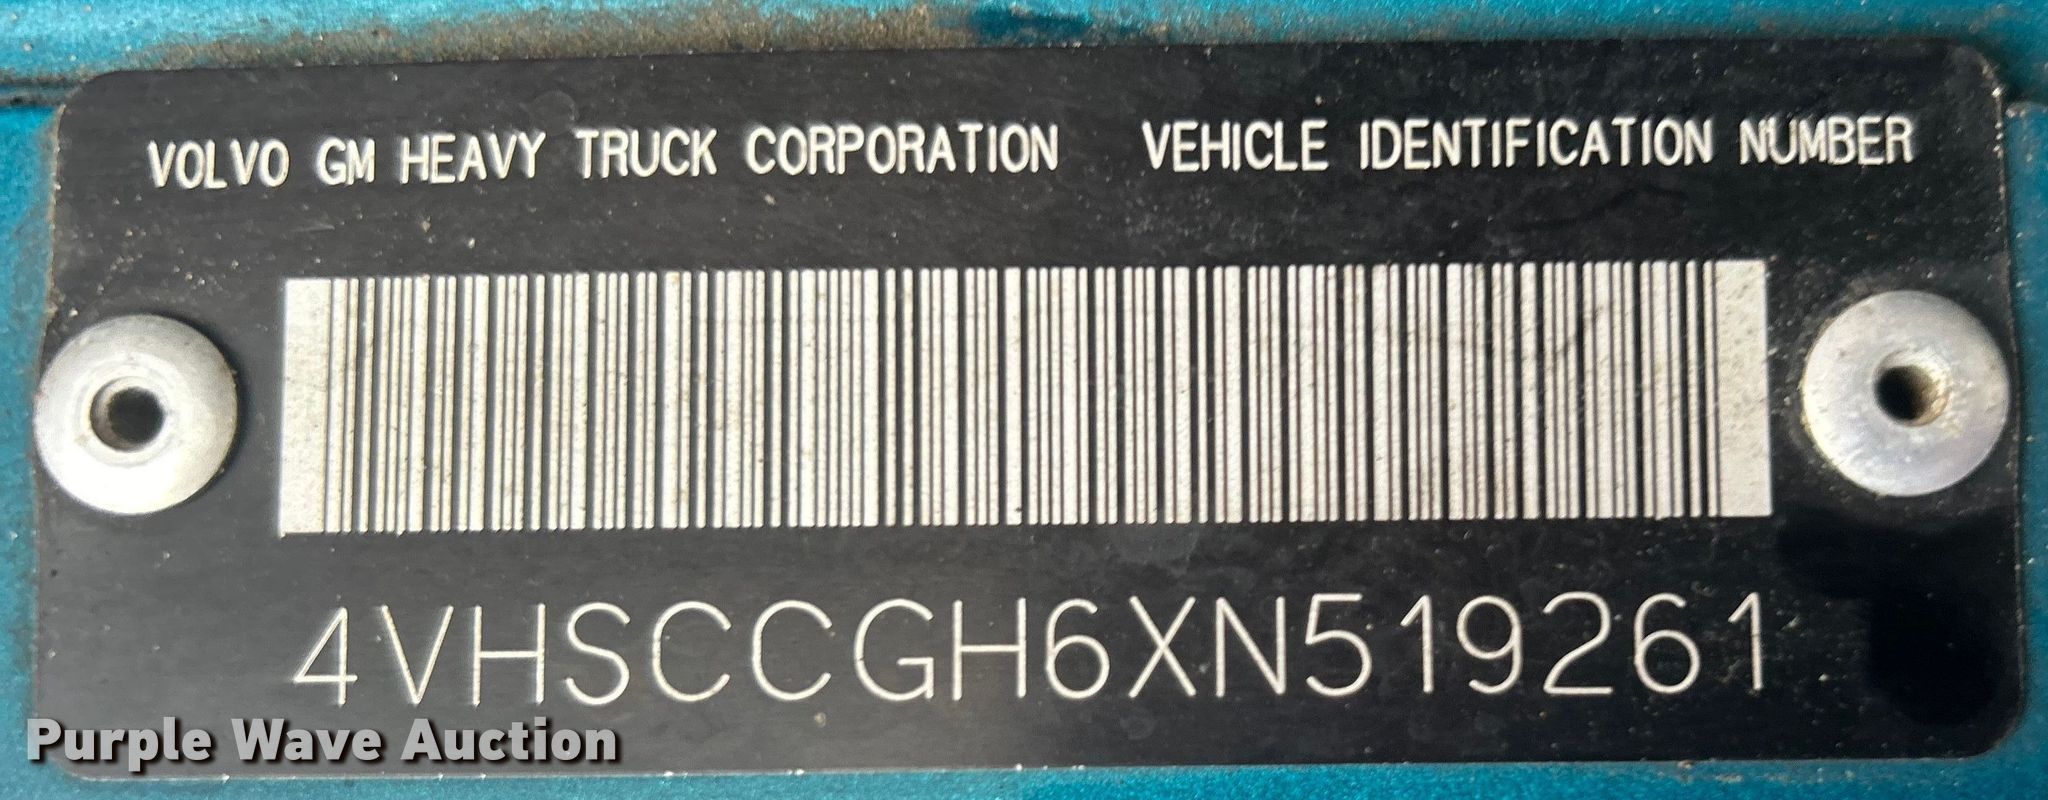 VOLVO GM HEAVY TRUCK CORPORATION VEHICLE IDENTIFICATION NUMBER
4VHSCCGH6XN519261
Purple Wave Auction